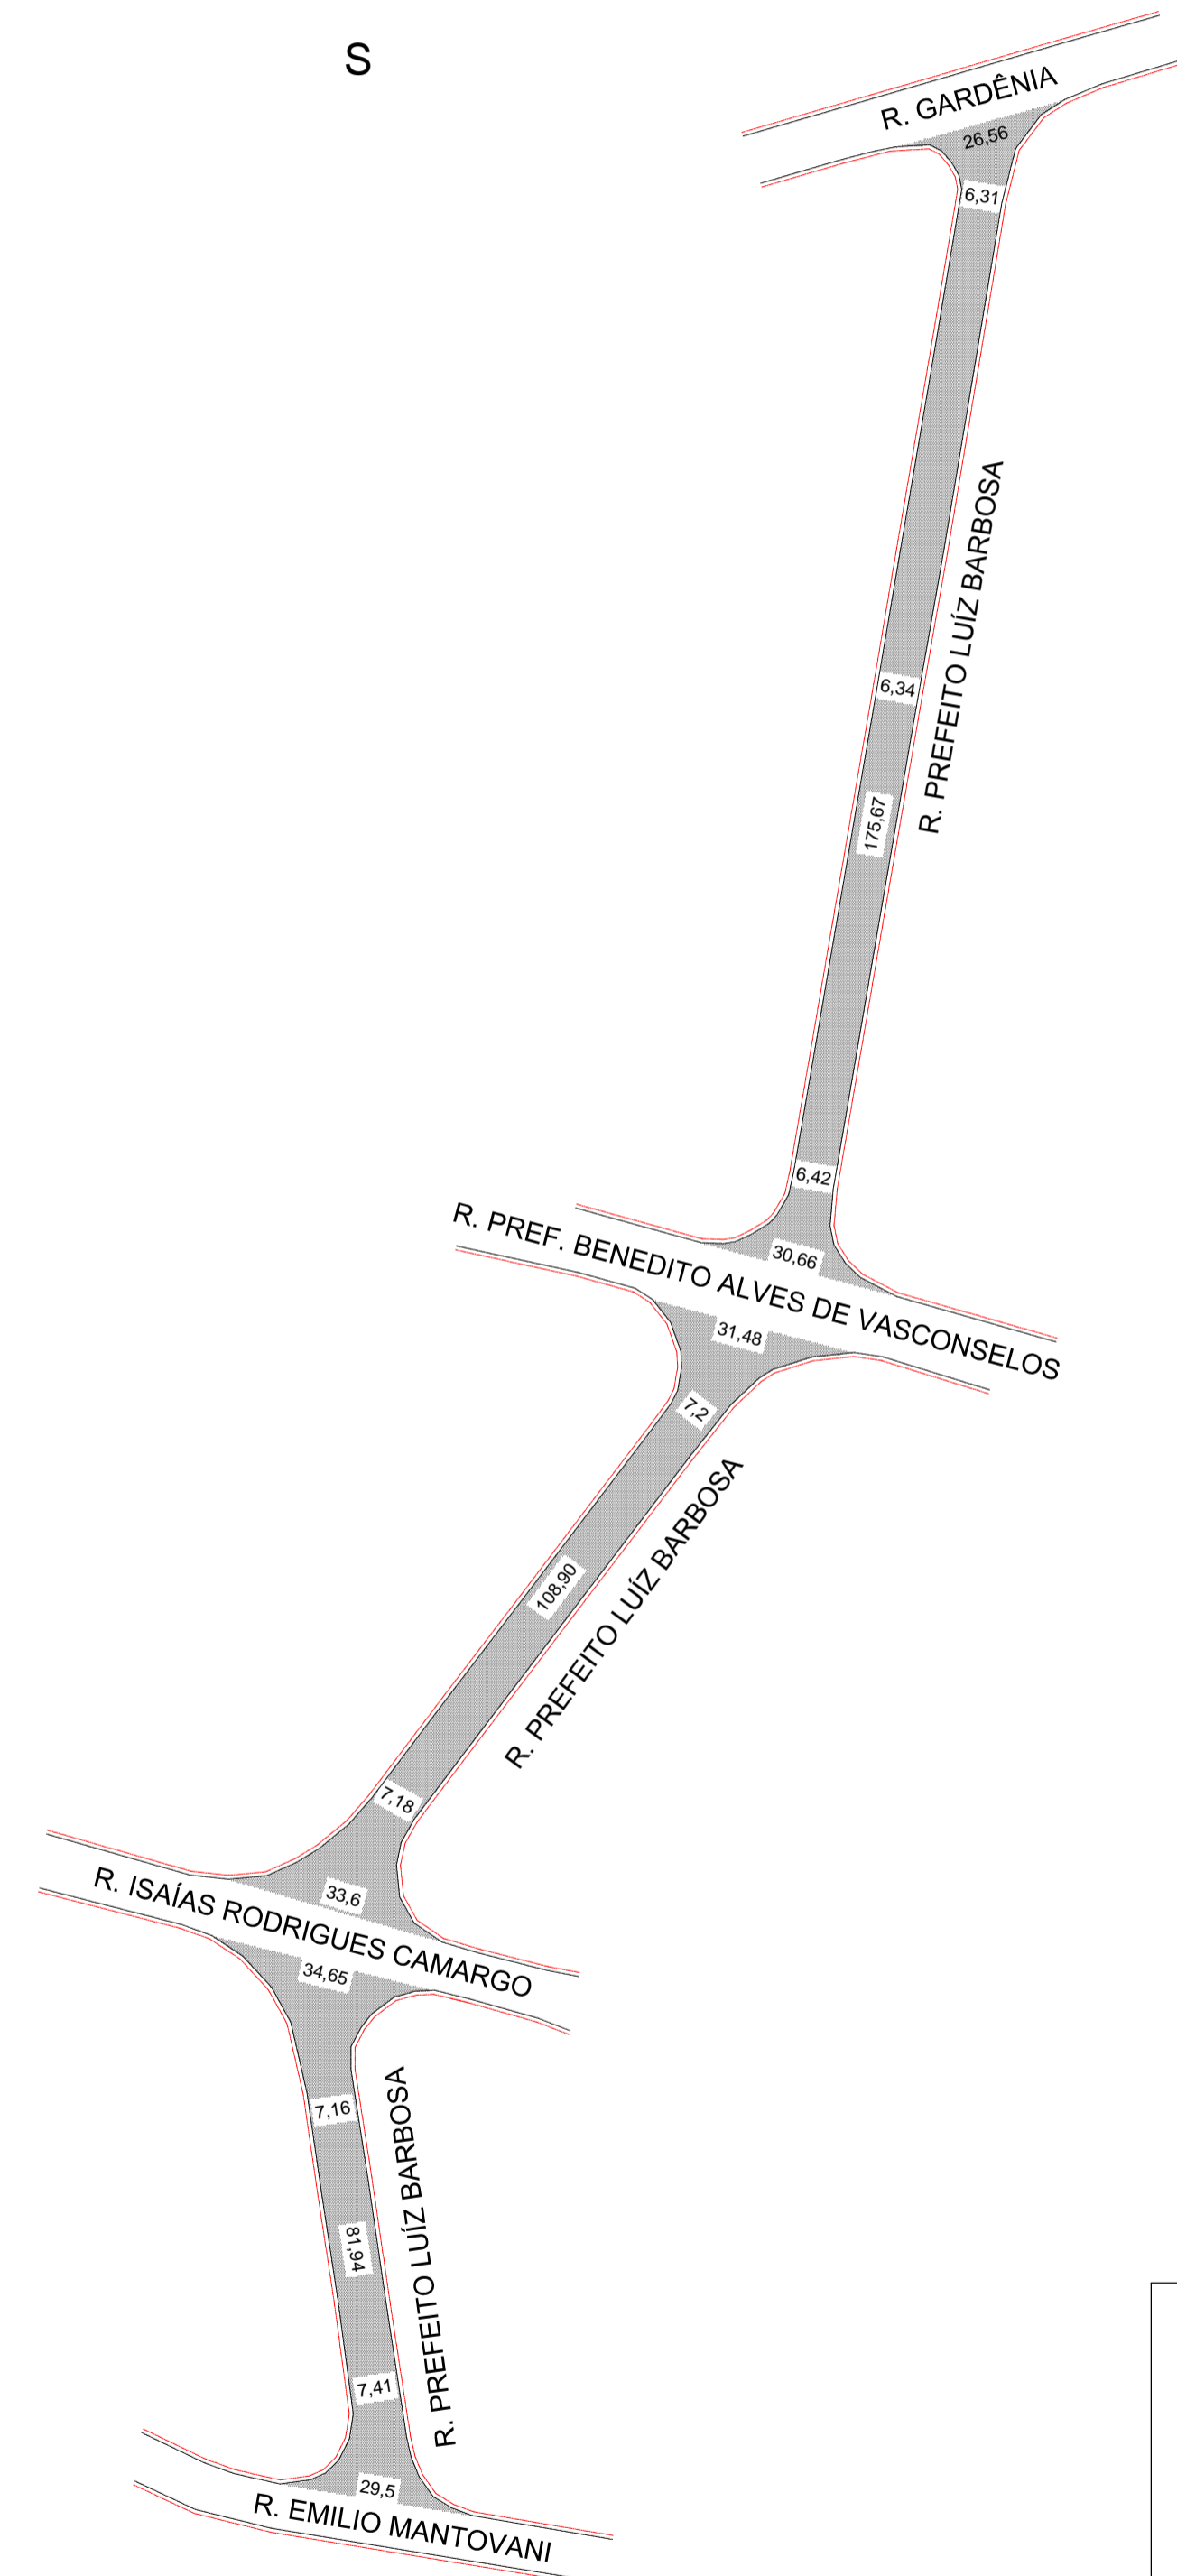 S
R. GARDÊNIA
26,56
6,31
R. PREFEITO LUÍZ BARBOSA
6,34
175,67
6,42
R. PREF. BENEDITO ALVES DE VASCONSELOS
30,66
31,48
7,2
108,90
R. PREFEITO LUÍZ BARBOSA
7,18
33,6
R. ISAÍAS RODRIGUES CAMARGO
34,65
7,16
R. PREFEITO LUÍZ BARBOSA
81,94
7,41
29,5
R. EMILIO MANTOVANI